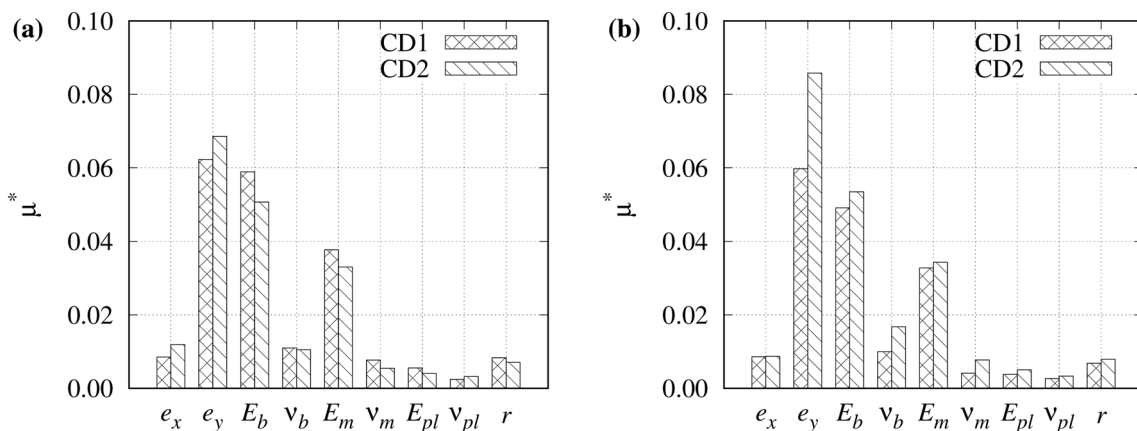 (a)
0.10
0.08
0.06
0.04
0.02
0.00
μ*
CD1
CD2
e_x e_y E_b ν_b E_m ν_m E_pl ν_pl r
(b)
0.10
0.08
0.06
0.04
0.02
0.00
μ*
CD1
CD2
e_x e_y E_b ν_b E_m ν_m E_pl ν_pl r